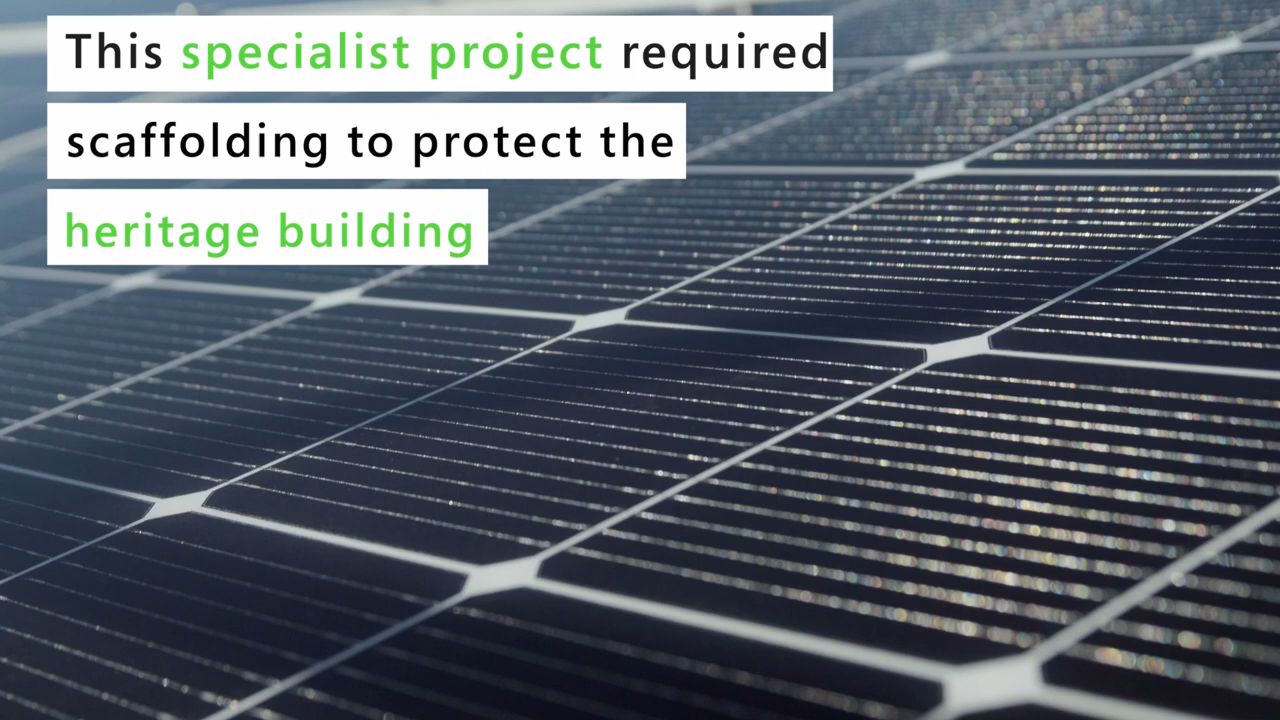 This specialist project required
scaffolding to protect the
heritage building